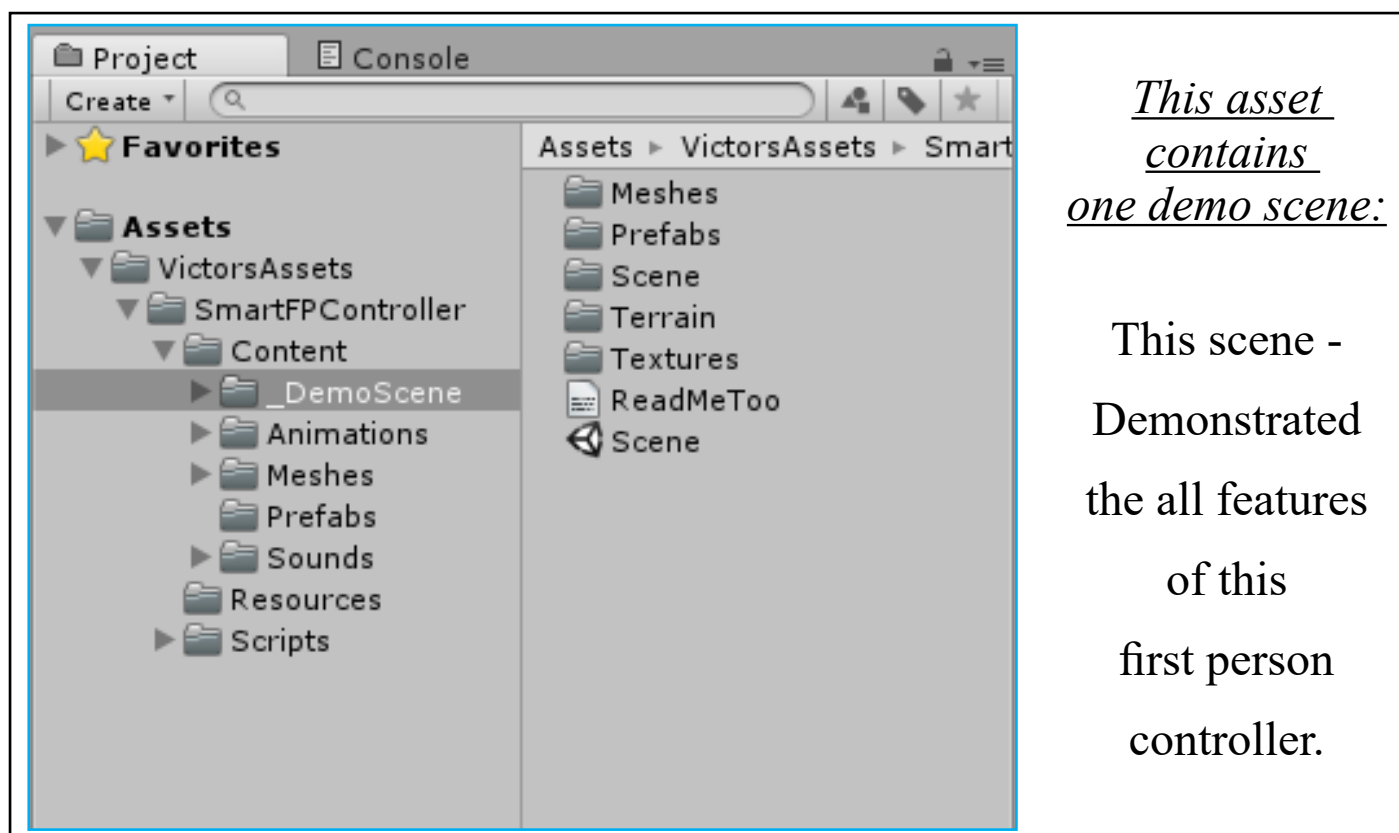 Project
Console
Create
Favorites
Assets
VictorsAssets
SmartFPController
Content
_DemoScene
Animations
Meshes
Prefabs
Sounds
Resources
Scripts
Assets ▸ VictorsAssets ▸ Smart
Meshes
Prefabs
Scene
Terrain
Textures
ReadMeToo
Scene
This asset
contains
one demo scene:
This scene -
Demonstrated
the all features
of this
first person
controller.